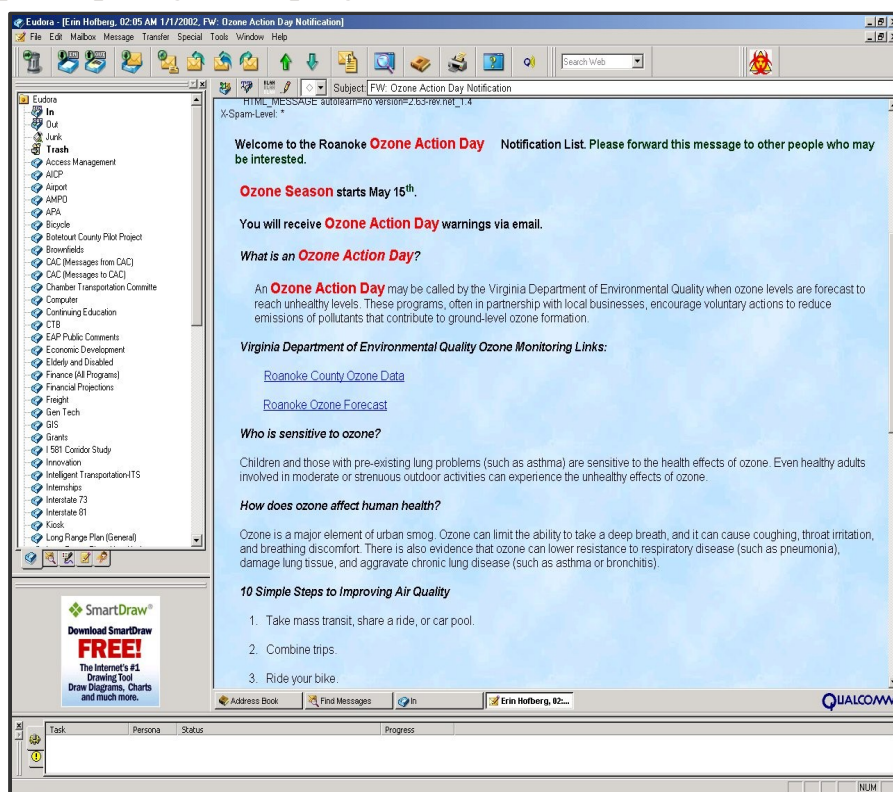 Eudora - [Erin Hofberg, 02:05 AM 1/1/2002, FW: Ozone Action Day Notification]
File Edit Mailbox Message Transfer Special Tools Window Help
Search Web
Subject: FW: Ozone Action Day Notification
Eudora
In
Out
Junk
Trash
Access Management
AICP
Airport
AMPO
APA
Bicycle
Botetourt County Pilot Project
Brownfields
CAC (Messages from CAC)
CAC (Messages to CAC)
Chamber Transportation Committe
Computer
Continuing Education
CTB
EAP Public Comments
Economic Development
Elderly and Disabled
Finance (All Programs)
Financial Projections
Freight
Gen Tech
GIS
Grants
I 581 Corridor Study
Innovation
Intelligent Transportation-ITS
Internships
Interstate 73
Interstate 81
Kiosk
Long Range Plan (General)
HTML_MESSAGE autolearn=no version=2.63-rev.net_1.4
X-Spam-Level: *
Welcome to the Roanoke Ozone Action Day Notification List. Please forward this message to other people who may
be interested.
Ozone Season starts May 15th.
You will receive Ozone Action Day warnings via email.
What is an Ozone Action Day?
An Ozone Action Day may be called by the Virginia Department of Environmental Quality when ozone levels are forecast to
reach unhealthy levels. These programs, often in partnership with local businesses, encourage voluntary actions to reduce
emissions of pollutants that contribute to ground-level ozone formation.
Virginia Department of Environmental Quality Ozone Monitoring Links:
Roanoke County Ozone Data
Roanoke Ozone Forecast
Who is sensitive to ozone?
Children and those with pre-existing lung problems (such as asthma) are sensitive to the health effects of ozone. Even healthy adults
involved in moderate or strenuous outdoor activities can experience the unhealthy effects of ozone.
How does ozone affect human health?
Ozone is a major element of urban smog. Ozone can limit the ability to take a deep breath, and it can cause coughing, throat irritation,
and breathing discomfort. There is also evidence that ozone can lower resistance to respiratory disease (such as pneumonia),
damage lung tissue, and aggravate chronic lung disease (such as asthma or bronchitis).
10 Simple Steps to Improving Air Quality
1. Take mass transit, share a ride, or car pool.
2. Combine trips.
3. Ride your bike.
SmartDraw®
Download SmartDraw
FREE!
The Internet's #1
Drawing Tool
Draw Diagrams, Charts
and much more.
Address Book Find Messages In Erin Hofberg, 02:...
QUALCOMM
Task Persona Status Progress
NUM